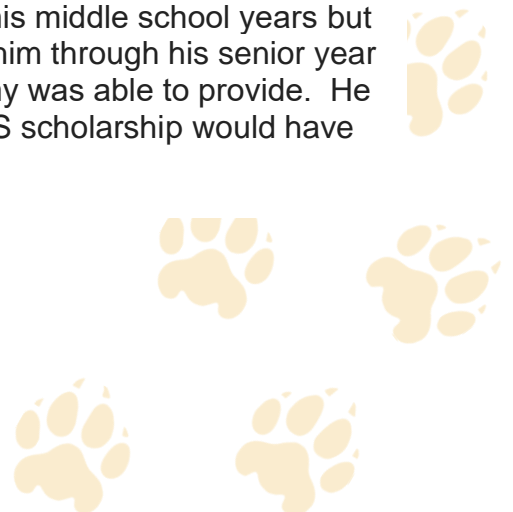 his middle school years but
him through his senior year
y was able to provide.  He
S scholarship would have